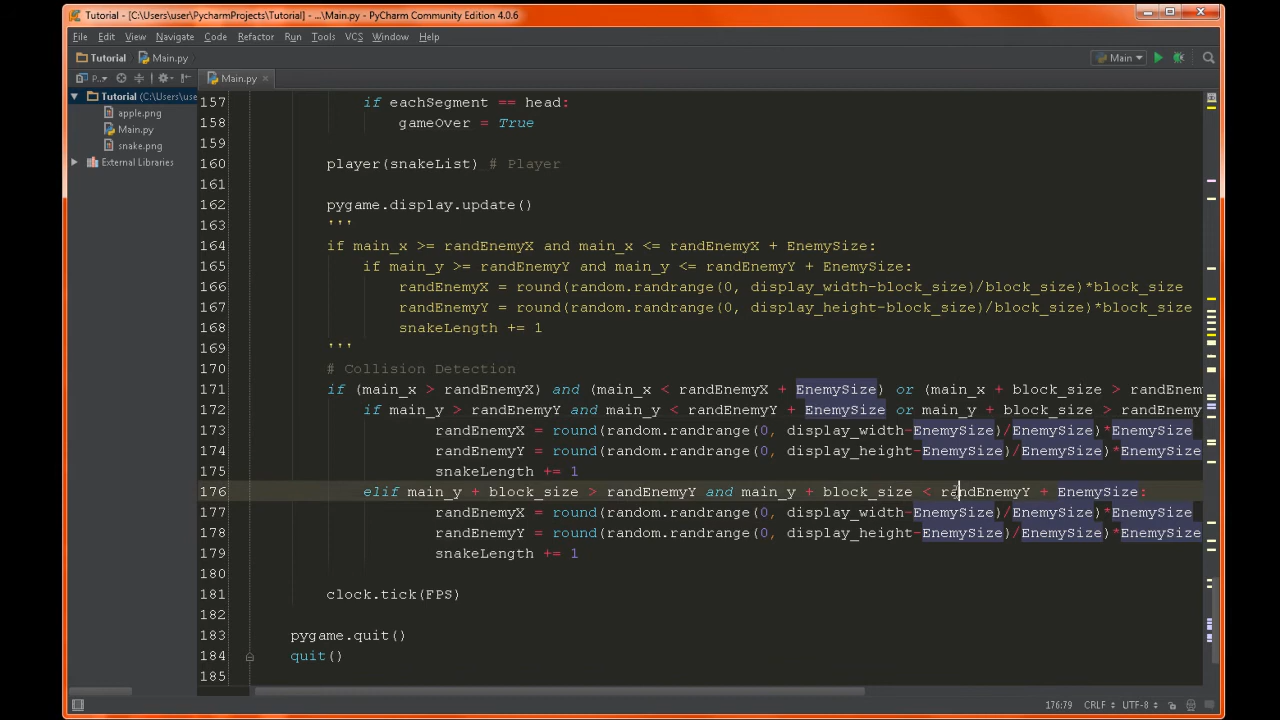 Tutorial - [C:\Users\user\PycharmProjects\Tutorial] - ...\Main.py - PyCharm Community Edition 4.0.6
File Edit View Navigate Code Refactor Run Tools VCS Window Help
Tutorial Main.py Main
P.. Main.py
Tutorial (C:\Users\use
apple.png
Main.py
snake.png
External Libraries
157 if eachSegment == head:
158 gameOver = True
159
160 player(snakeList) # Player
161
162 pygame.display.update()
163 '''
164 if main_x >= randEnemyX and main_x <= randEnemyX + EnemySize:
165 if main_y >= randEnemyY and main_y <= randEnemyY + EnemySize:
166 randEnemyX = round(random.randrange(0, display_width-block_size)/block_size)*block_size
167 randEnemyY = round(random.randrange(0, display_height-block_size)/block_size)*block_size
168 snakeLength += 1
169 '''
170 # Collision Detection
171 if (main_x > randEnemyX) and (main_x < randEnemyX + EnemySize) or (main_x + block_size > randEnem
172 if main_y > randEnemyY and main_y < randEnemyY + EnemySize or main_y + block_size > randEnemy
173 randEnemyX = round(random.randrange(0, display_width-EnemySize)/EnemySize)*EnemySize
174 randEnemyY = round(random.randrange(0, display_height-EnemySize)/EnemySize)*EnemySize
175 snakeLength += 1
176 elif main_y + block_size > randEnemyY and main_y + block_size < randEnemyY + EnemySize:
177 randEnemyX = round(random.randrange(0, display_width-EnemySize)/EnemySize)*EnemySize
178 randEnemyY = round(random.randrange(0, display_height-EnemySize)/EnemySize)*EnemySize
179 snakeLength += 1
180
181 clock.tick(FPS)
182
183 pygame.quit()
184 quit()
185
176:79 CRLF UTF-8